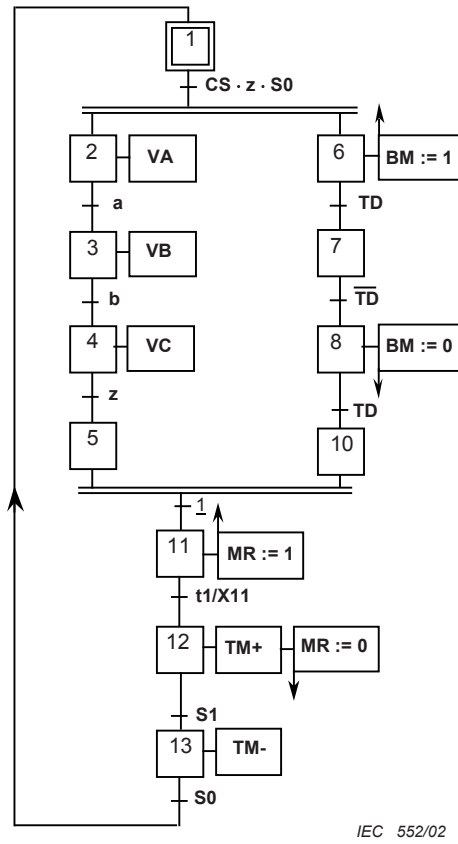 1
CS · z · S0
2 VA 6 BM := 1
a TD
3 VB 7
b T̅D̅
4 VC 8 BM := 0
z TD
5 10
1
11 MR := 1
t1/X11
12 TM+ MR := 0
S1
13 TM-
S0
IEC 552/02